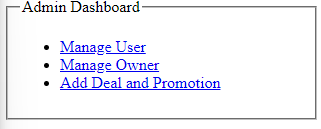 Admin Dashboard
Manage User
Manage Owner
Add Deal and Promotion